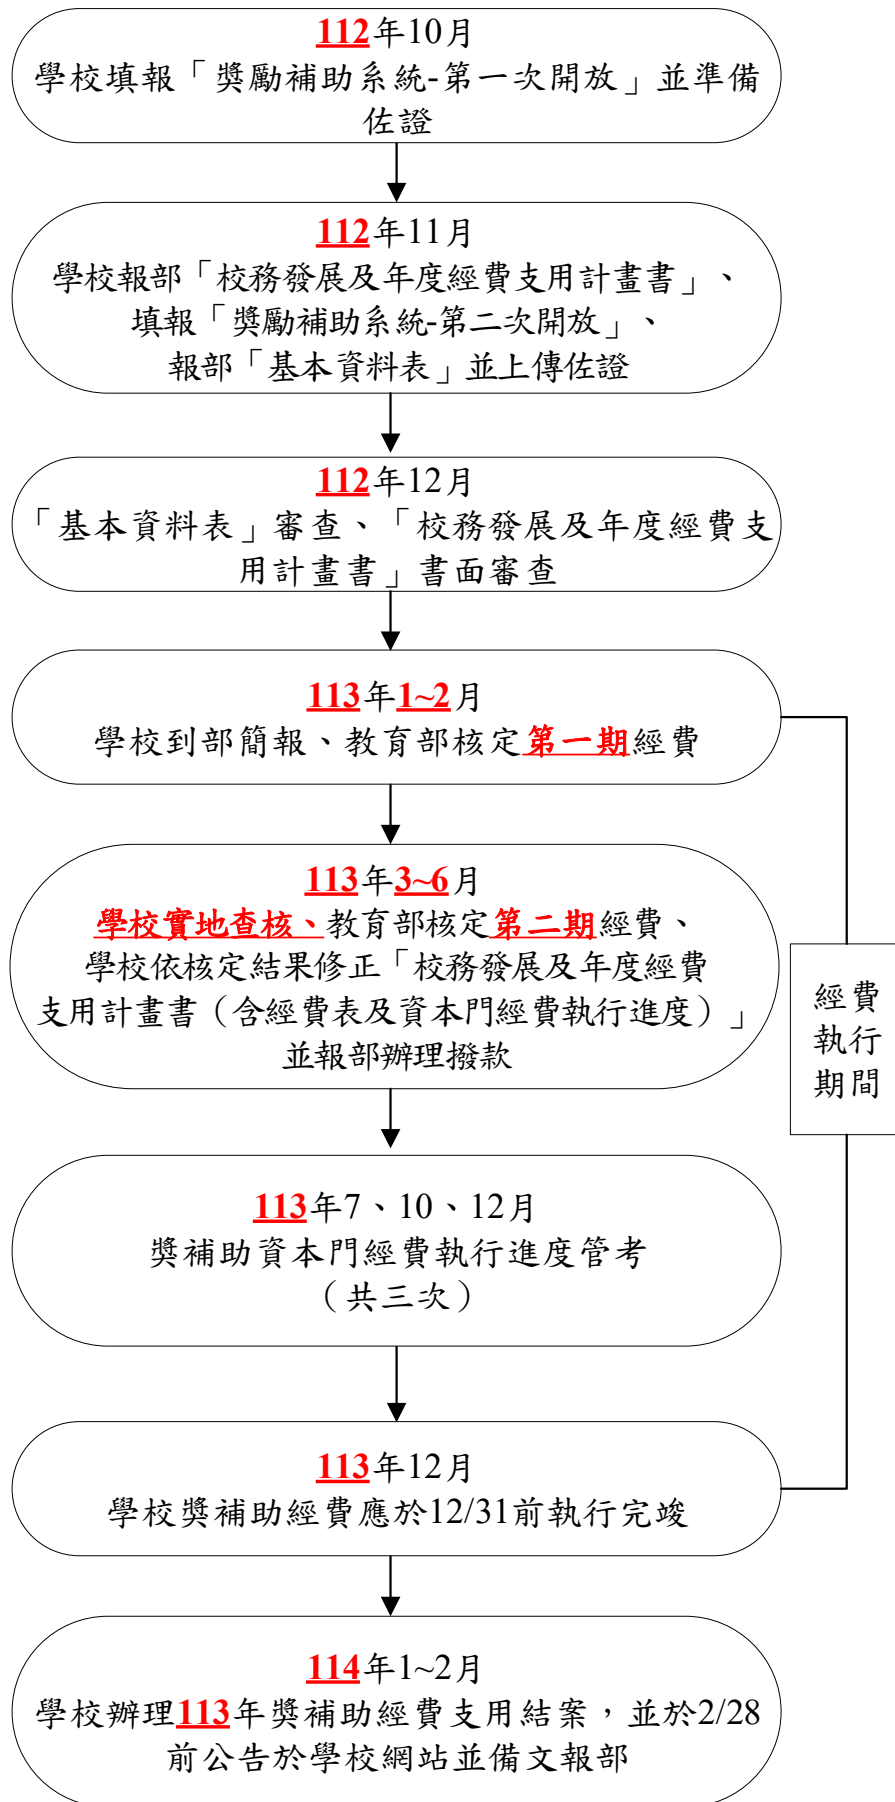 112年10月
學校填報「獎勵補助系統-第一次開放」並準備
佐證
112年11月
學校報部「校務發展及年度經費支用計畫書」、
填報「獎勵補助系統-第二次開放」、
報部「基本資料表」並上傳佐證
112年12月
「基本資料表」審查、「校務發展及年度經費支
用計畫書」書面審查
113年1~2月
學校到部簡報、教育部核定第一期經費
113年3~6月
學校實地查核、教育部核定第二期經費、
學校依核定結果修正「校務發展及年度經費
支用計畫書（含經費表及資本門經費執行進度）」
並報部辦理撥款
經費
執行
期間
113年7、10、12月
獎補助資本門經費執行進度管考
（共三次）
113年12月
學校獎補助經費應於12/31前執行完竣
114年1~2月
學校辦理113年獎補助經費支用結案，並於2/28
前公告於學校網站並備文報部